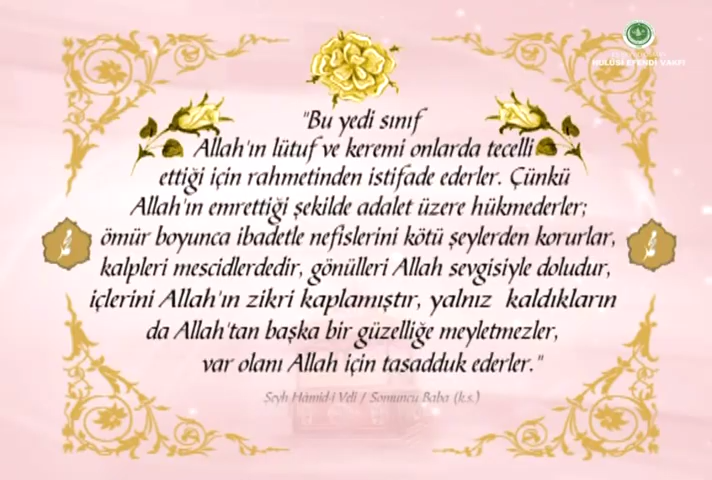 HULÛSİ EFENDİ VAKFI
"Bu yedi sınıf
Allah'ın lütuf ve keremi onlarda tecelli
ettiği için rahmetinden istifade ederler. Çünkü
Allah'ın emrettiği şekilde adalet üzere hükmederler;
ömür boyunca ibadetle nefislerini kötü şeylerden korurlar,
kalpleri mescidlerdedir, gönülleri Allah sevgisiyle doludur,
içlerini Allah'ın zikri kaplamıştır, yalnız kaldıkların
da Allah'tan başka bir güzelliğe meyletmezler,
var olanı Allah için tasadduk ederler."
Şeyh Hâmid-i Velî / Somuncu Baba (k.s.)